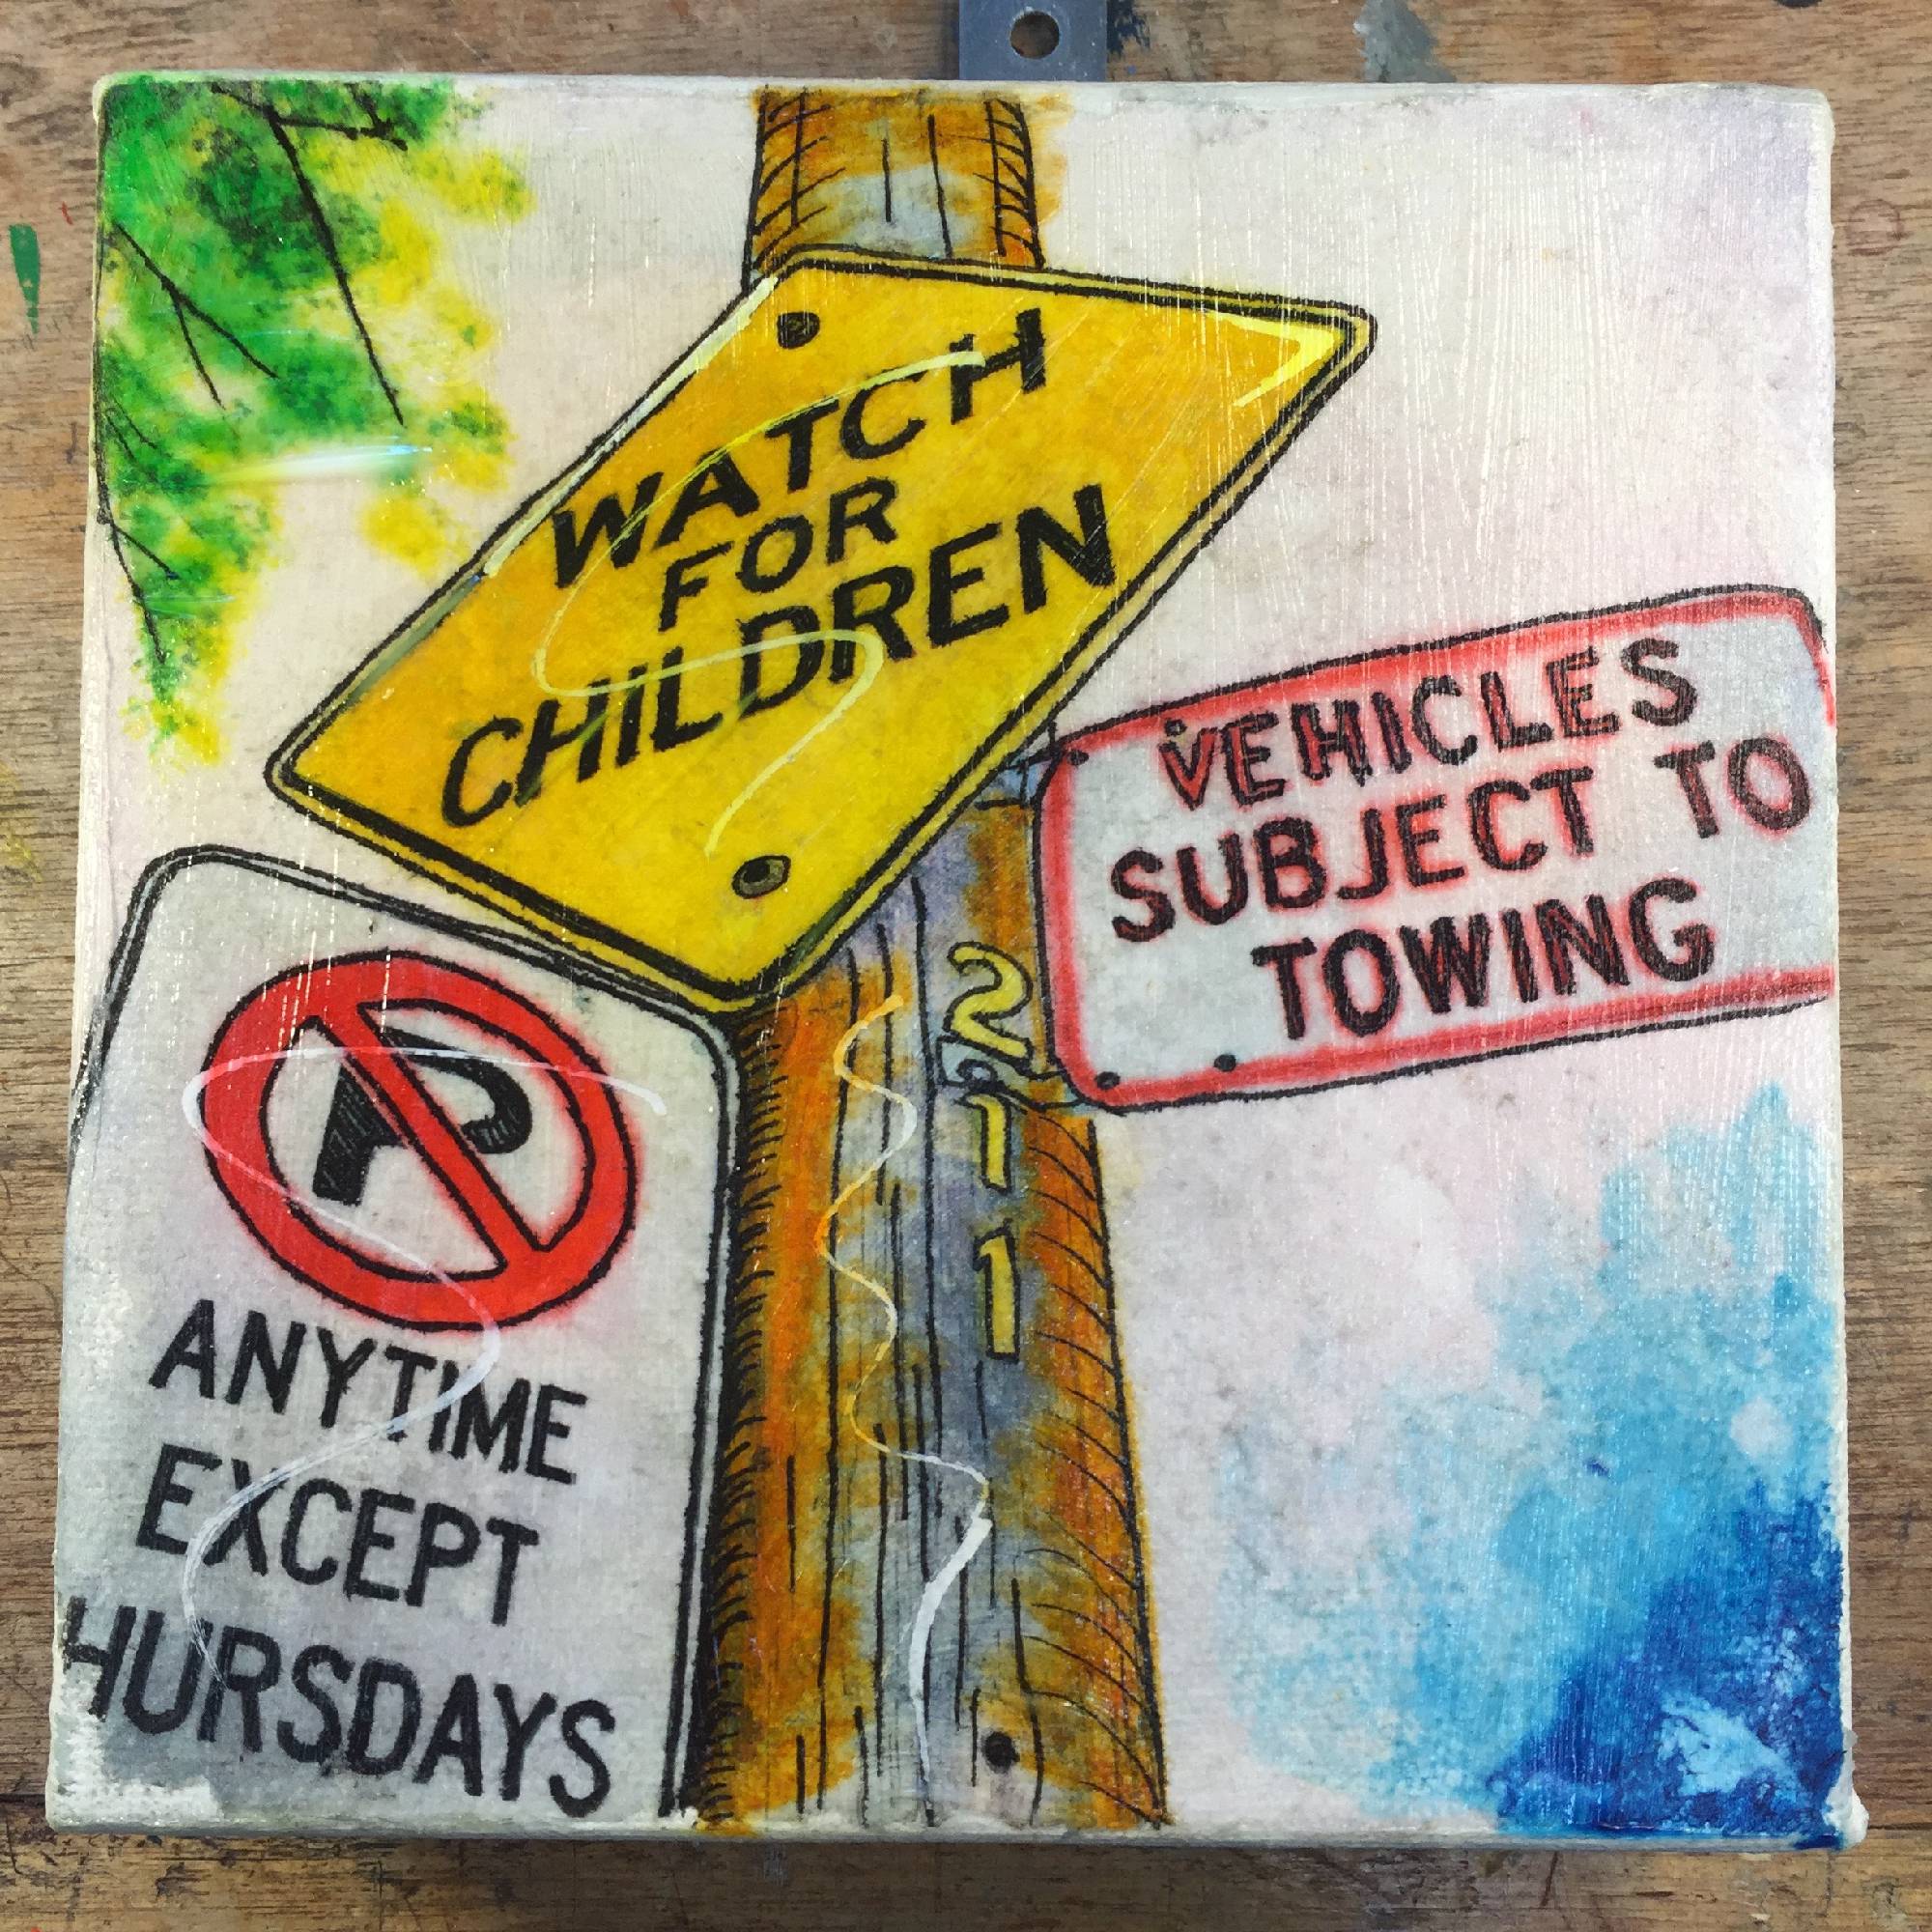 WATCH
FOR
CHILDREN
VEHICLES
SUBJECT TO
TOWING
2
1
1
P
ANYTIME
EXCEPT
HURSDAYS